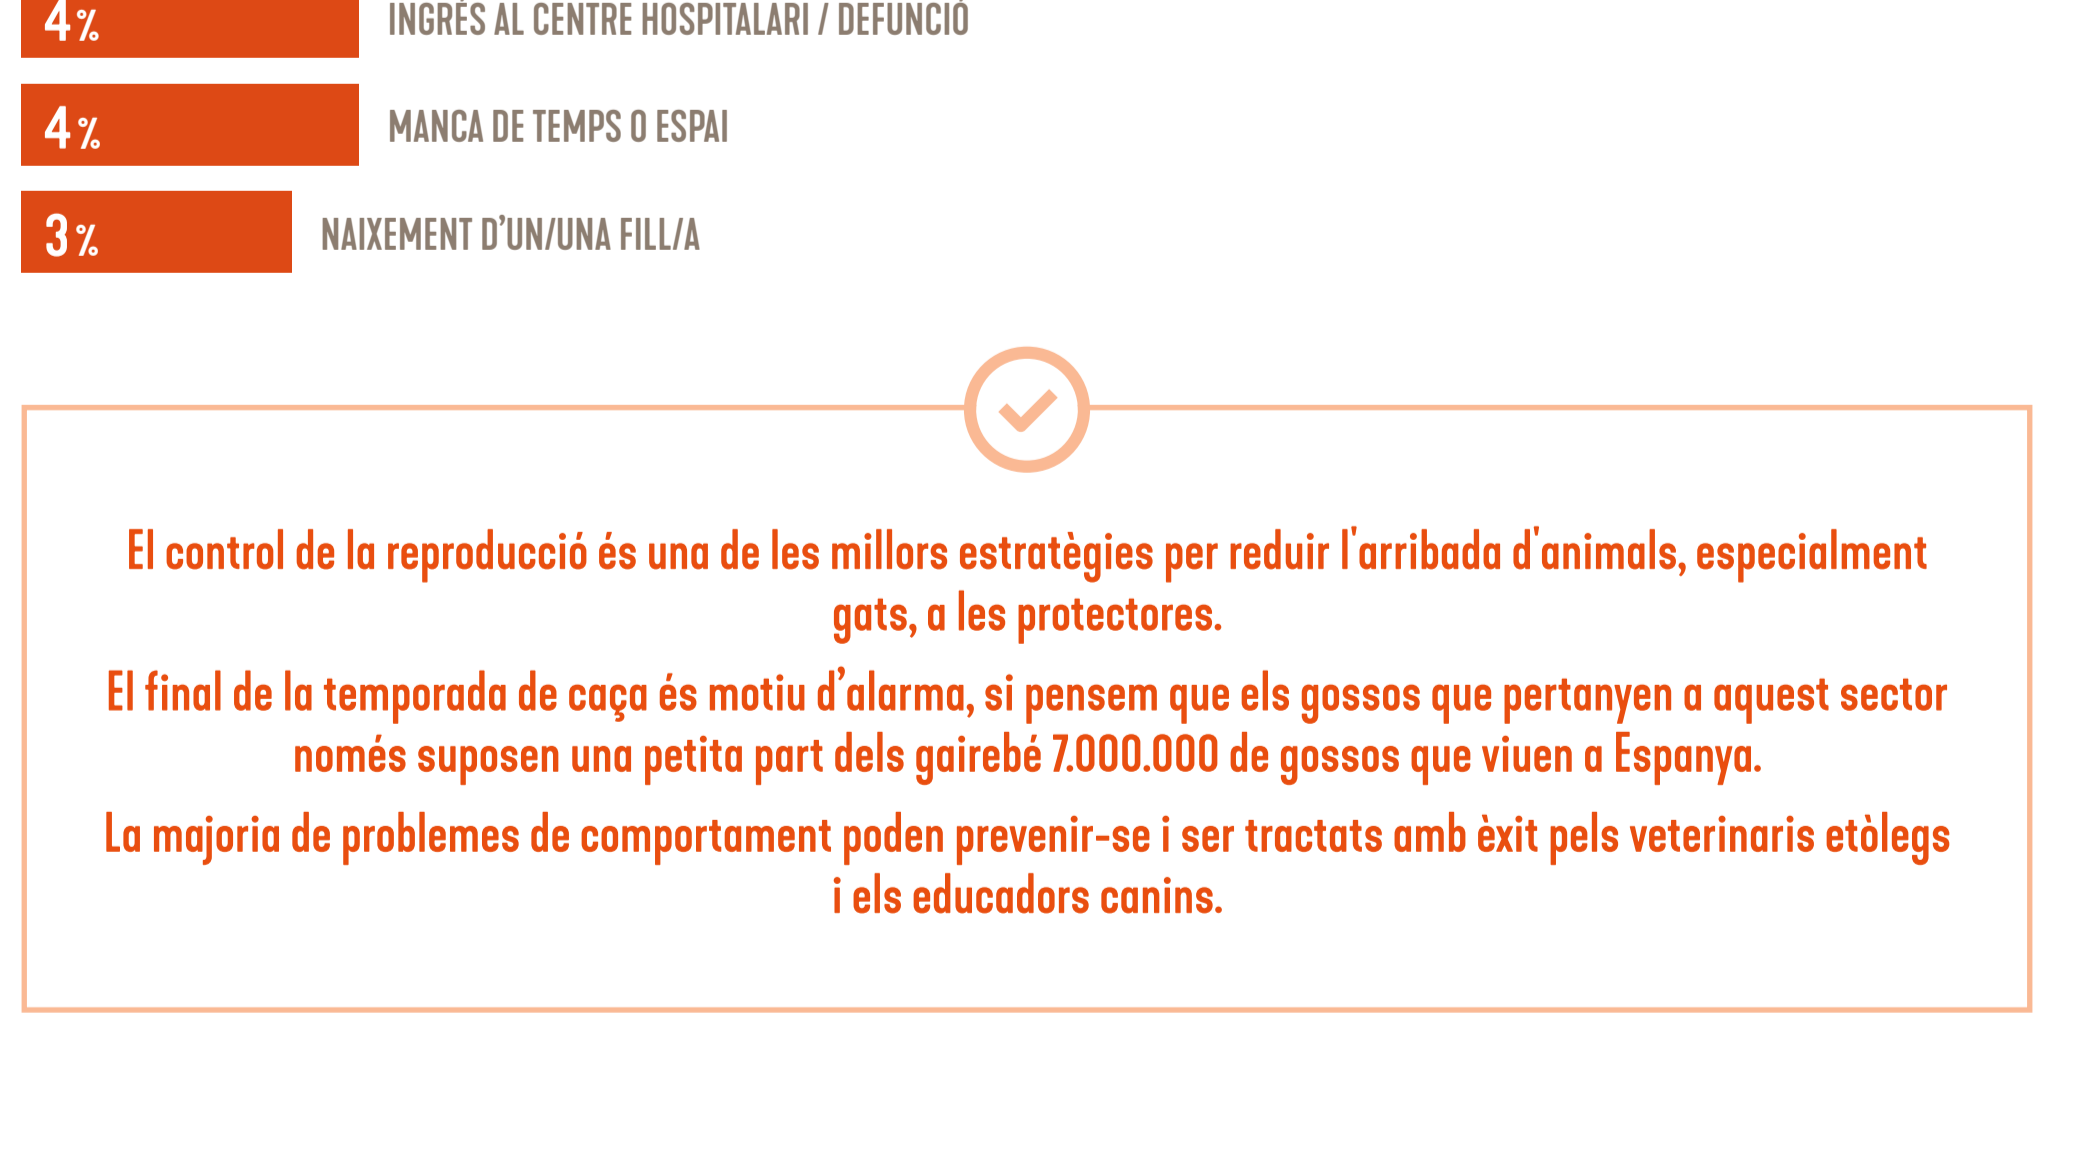 4%
INGRÉS AL CENTRE HOSPITALARI / DEFUNCIÓ
4%
MANCA DE TEMPS O ESPAI
3%
NAIXEMENT D’UN/UNA FILL/A
El control de la reproducció és una de les millors estratègies per reduir l'arribada d'animals, especialment
gats, a les protectores.
El final de la temporada de caça és motiu d’alarma, si pensem que els gossos que pertanyen a aquest sector
només suposen una petita part dels gairebé 7.000.000 de gossos que viuen a Espanya.
La majoria de problemes de comportament poden prevenir-se i ser tractats amb èxit pels veterinaris etòlegs
i els educadors canins.